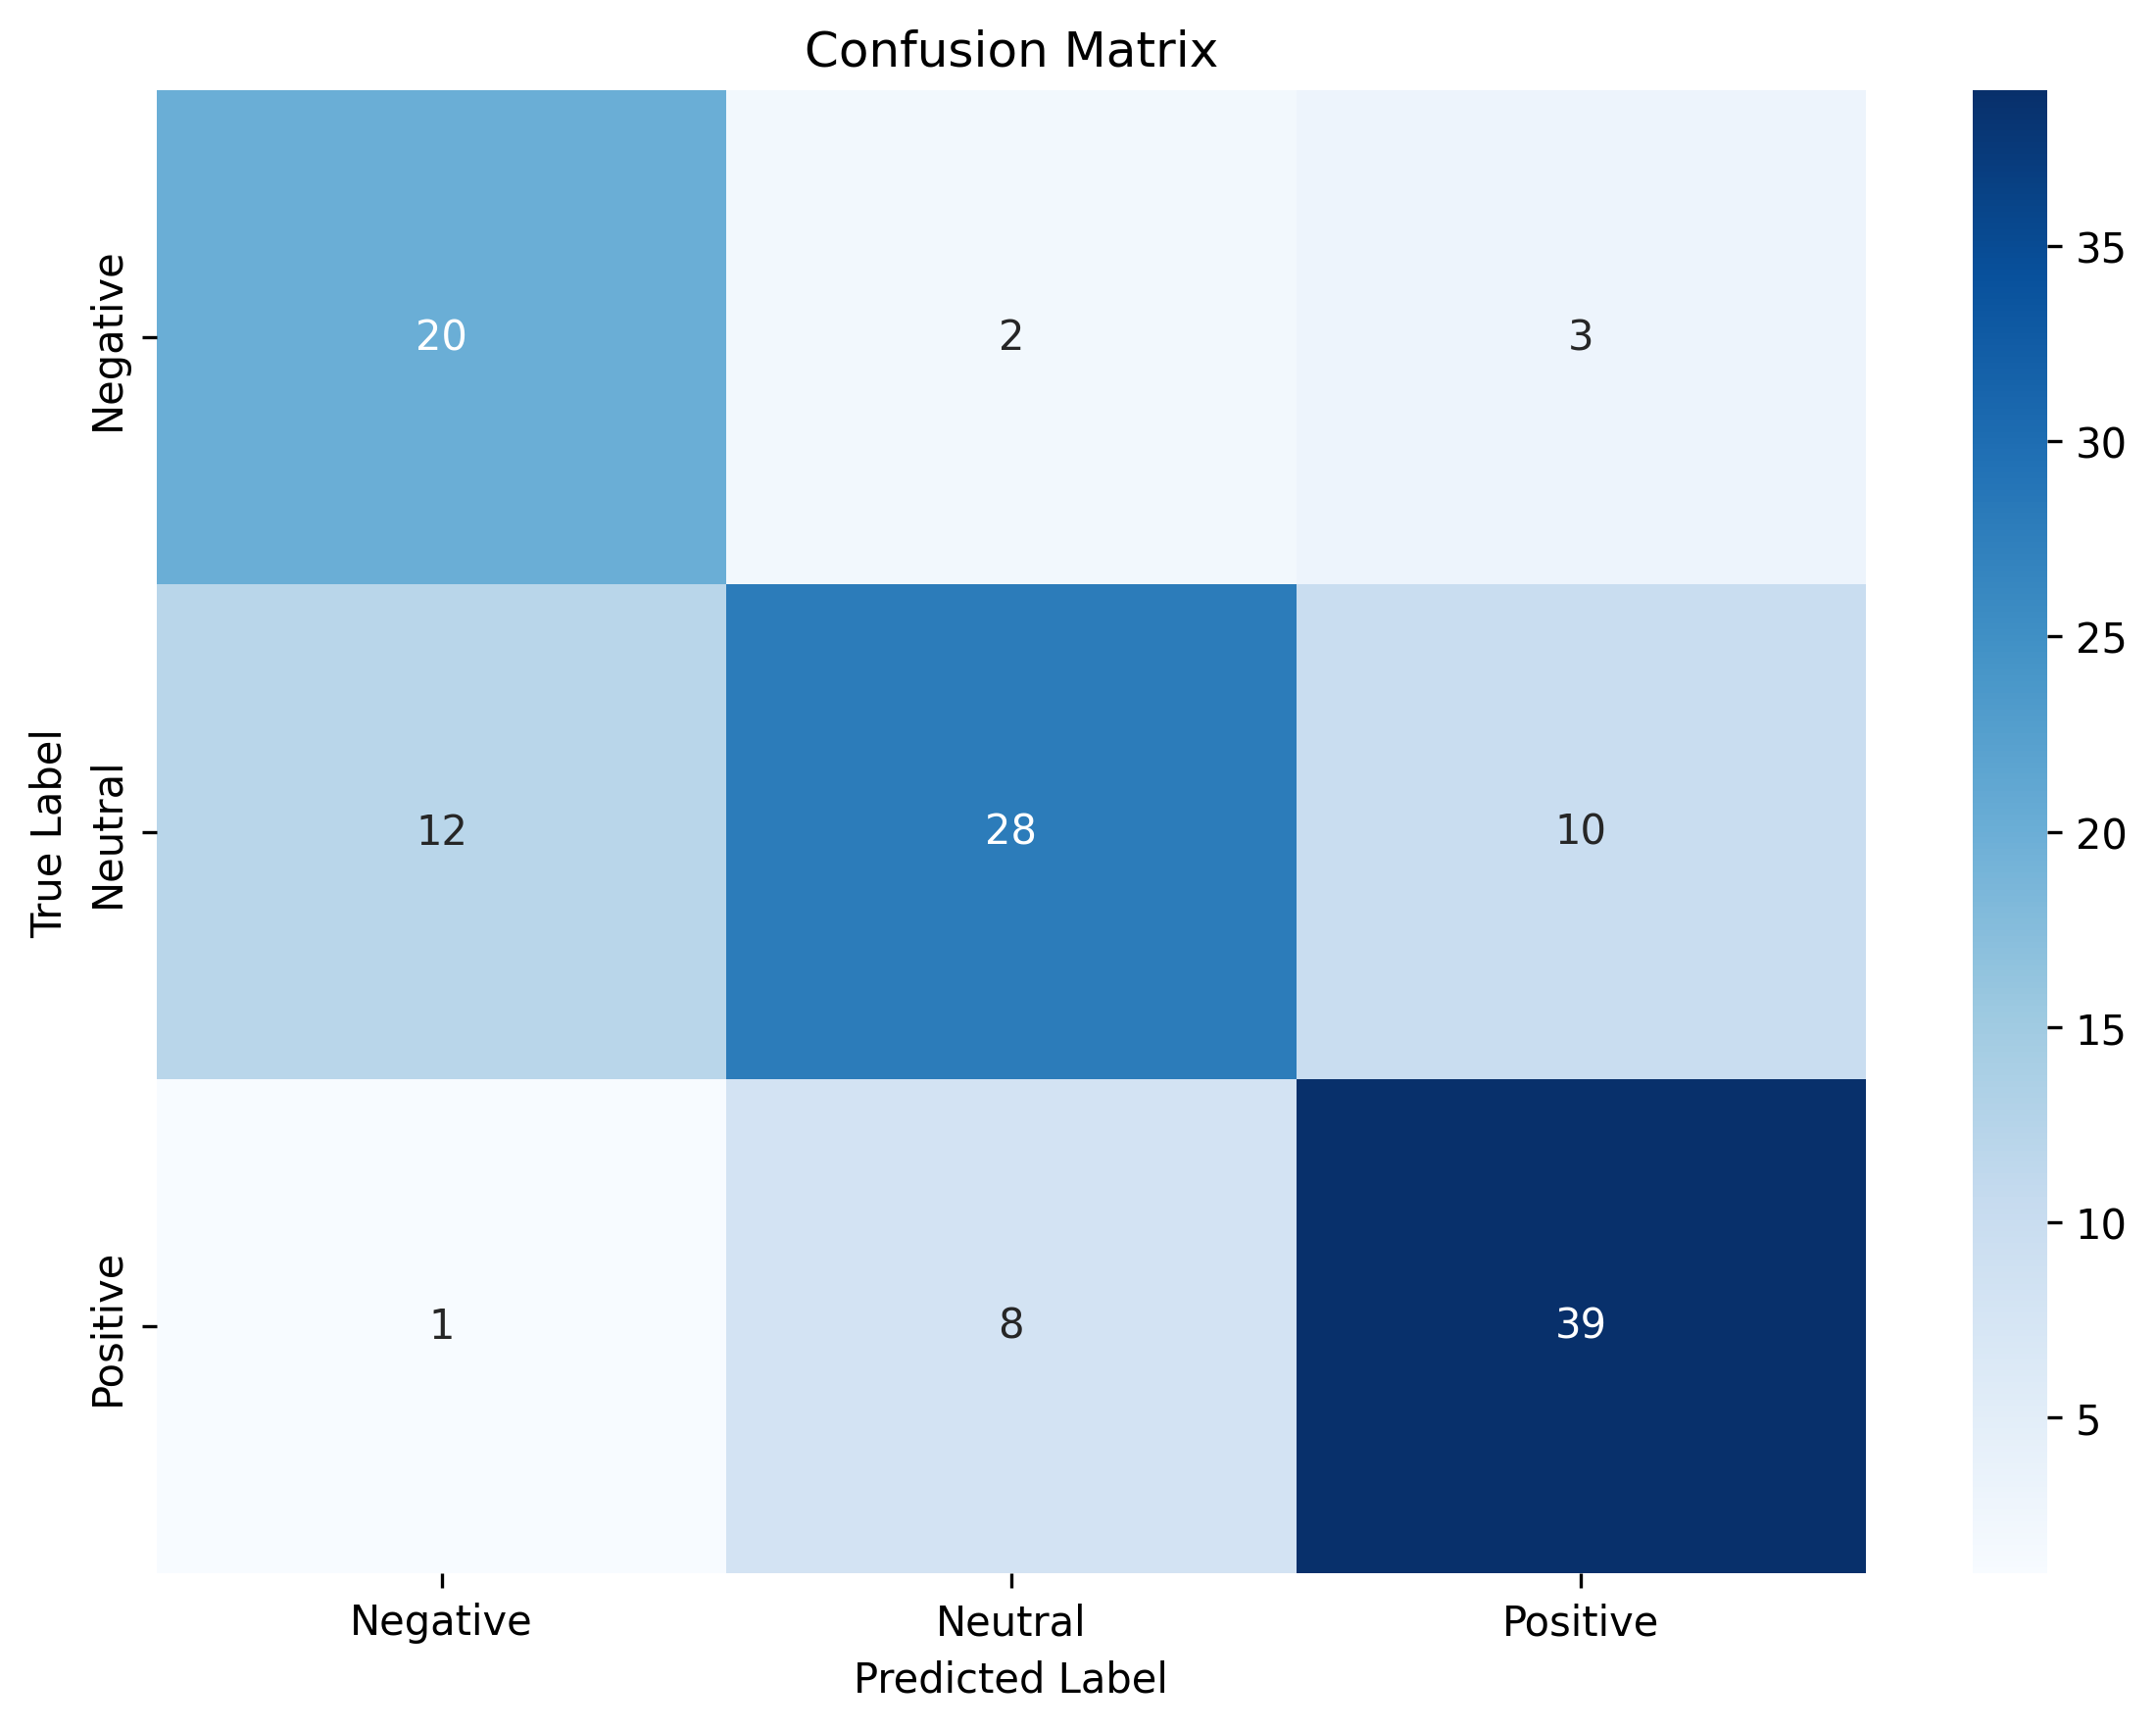 Confusion Matrix
True Label
Negative
20 2 3
Neutral
12 28 10
Positive
1 8 39
Negative Neutral Positive
Predicted Label
35
30
25
20
15
10
5